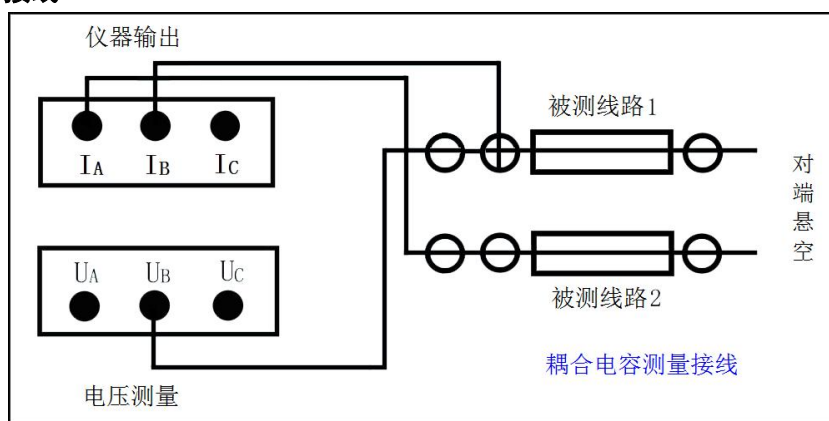 仪器输出
IA IB IC
被测线路1
对端悬空
UA UB UC
被测线路2
耦合电容测量接线
电压测量